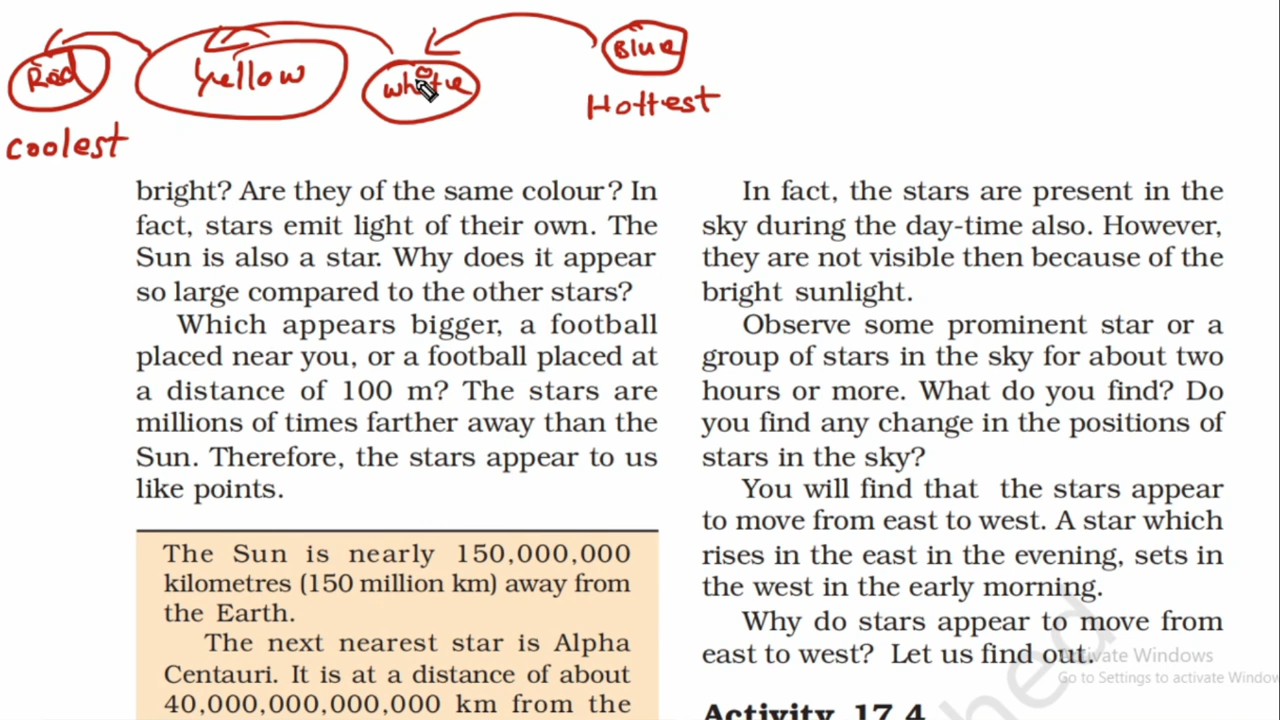 Red
Yellow
white
Blue
coolest
Hottest
bright? Are they of the same colour? In
fact, stars emit light of their own. The
Sun is also a star. Why does it appear
so large compared to the other stars?
Which appears bigger, a football
placed near you, or a football placed at
a distance of 100 m? The stars are
millions of times farther away than the
Sun. Therefore, the stars appear to us
like points.
The Sun is nearly 150,000,000
kilometres (150 million km) away from
the Earth.
The next nearest star is Alpha
Centauri. It is at a distance of about
40,000,000,000,000 km from the
In fact, the stars are present in the
sky during the day-time also. However,
they are not visible then because of the
bright sunlight.
Observe some prominent star or a
group of stars in the sky for about two
hours or more. What do you find? Do
you find any change in the positions of
stars in the sky?
You will find that the stars appear
to move from east to west. A star which
rises in the east in the evening, sets in
the west in the early morning.
Why do stars appear to move from
east to west? Let us find out.
Activate Windows
Go to Settings to activate Windows
Activity 17.4